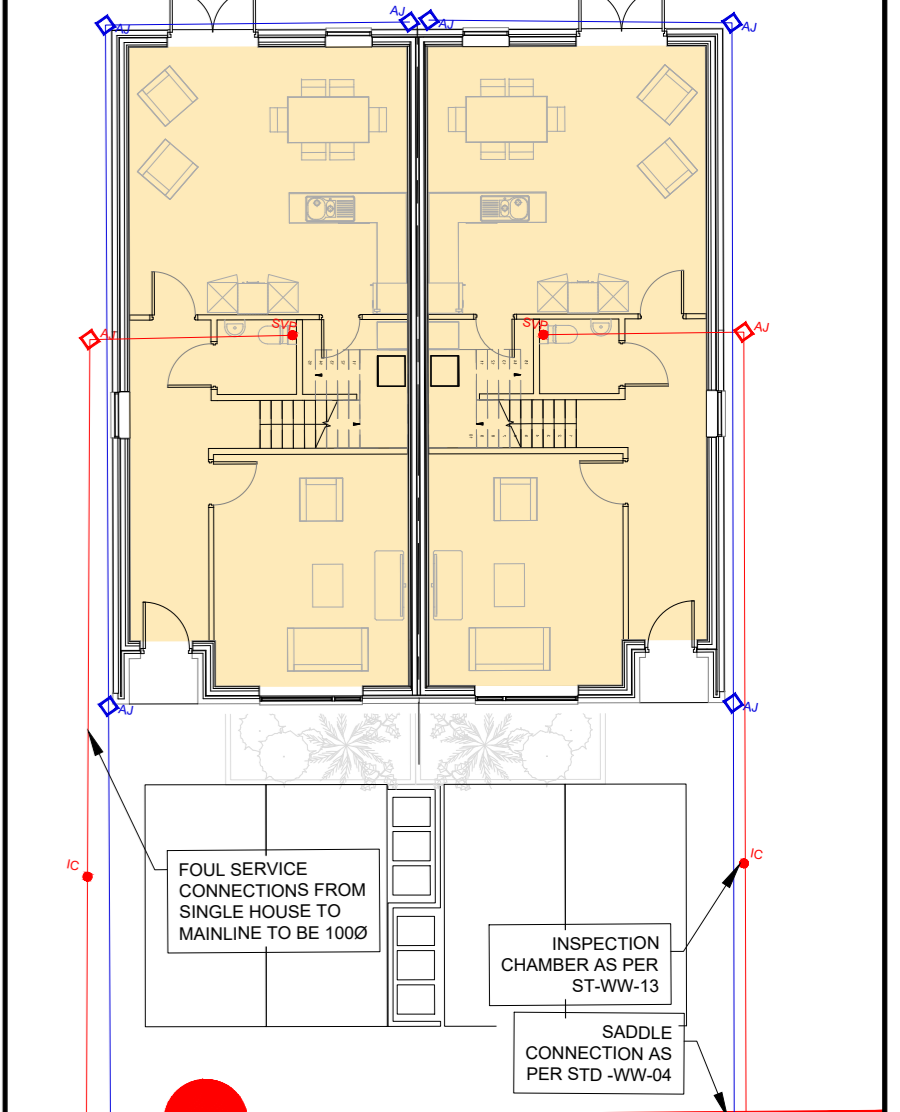 AJ
AJ
AJ
AJ
SVP
SVP
AJ
AJ
AJ
AJ
IC
IC
FOUL SERVICE
CONNECTIONS FROM
SINGLE HOUSE TO
MAINLINE TO BE 100Ø
INSPECTION
CHAMBER AS PER
ST-WW-13
SADDLE
CONNECTION AS
PER STD -WW-04